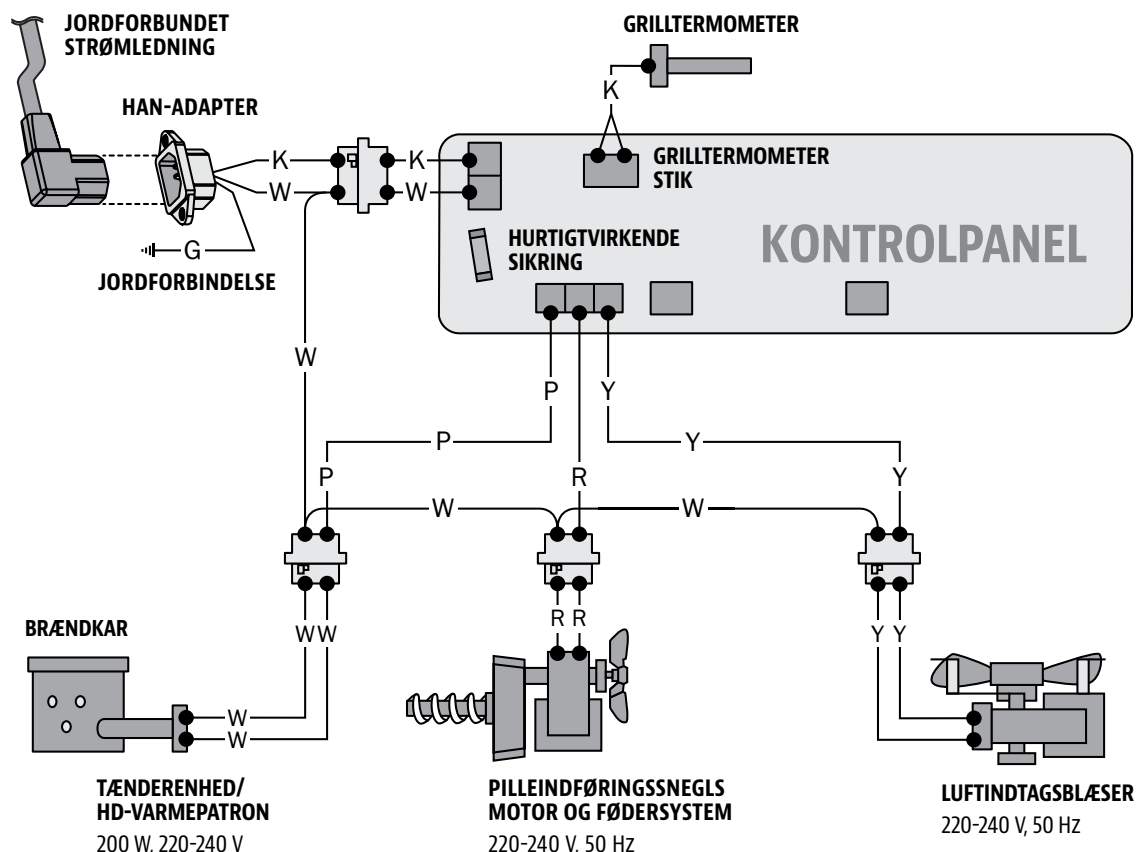 JORDFORBUNDET
STRØMLEDNING
GRILLTERMOMETER
HAN-ADAPTER
K
K
K
W
W
G
JORDFORBINDELSE
GRILLTERMOMETER
STIK
HURTIGTVIRKENDE
SIKRING
KONTROLPANEL
W
P
Y
P
Y
P
R
Y
W
W
BRÆNDKAR
W W
R R
Y Y
W
W
TÆNDERENHED/
HD-VARMEPATRON
200 W, 220-240 V
PILLEINDFØRINGSSNEGLS
MOTOR OG FØDERSYSTEM
220-240 V, 50 Hz
LUFTINDTAGSBLÆSER
220-240 V, 50 Hz